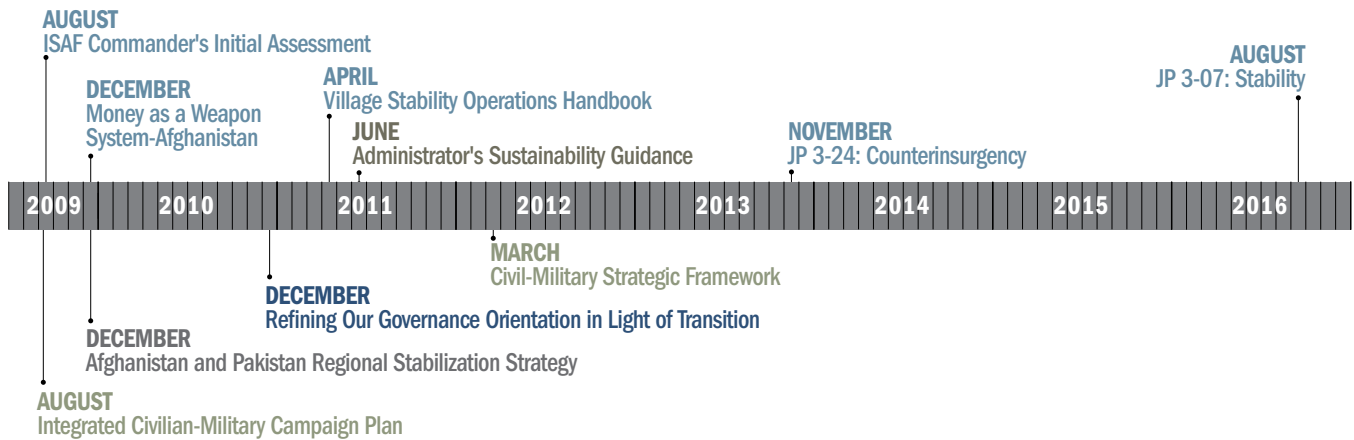 AUGUST
ISAF Commander's Initial Assessment
DECEMBER
Money as a Weapon
System-Afghanistan
APRIL
Village Stability Operations Handbook
JUNE
Administrator's Sustainability Guidance
NOVEMBER
JP 3-24: Counterinsurgency
AUGUST
JP 3-07: Stability
2009 2010 2011 2012 2013 2014 2015 2016
MARCH
Civil-Military Strategic Framework
DECEMBER
Refining Our Governance Orientation in Light of Transition
DECEMBER
Afghanistan and Pakistan Regional Stabilization Strategy
AUGUST
Integrated Civilian-Military Campaign Plan